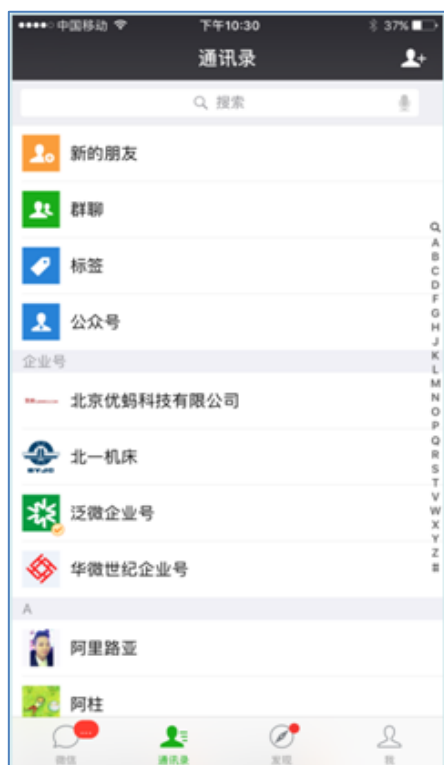 中国移动 下午10:30 37%
通讯录
搜索
新的朋友
群聊
标签
公众号
企业号
北京优蚂科技有限公司
北一机床
泛微企业号
华微世纪企业号
A
阿里路亚
阿柱
A
B
C
D
F
G
H
J
K
L
M
N
O
P
Q
R
S
T
V
W
X
Y
Z
#
微信 通讯录 发现 我